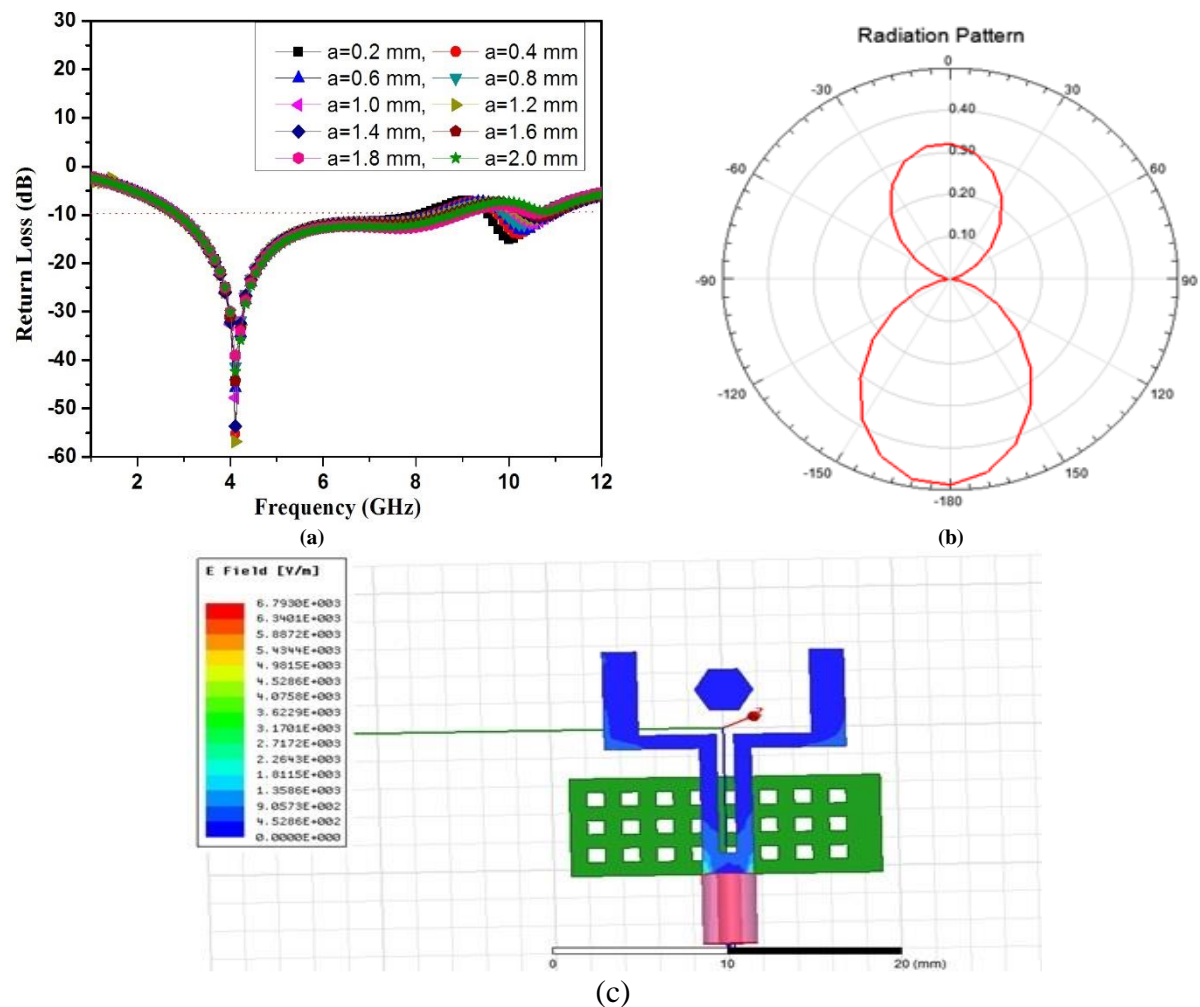 30
20
10
0
-10
-20
-30
-40
-50
-60
Return Loss (dB)
a=0.2 mm, a=0.4 mm
a=0.6 mm, a=0.8 mm
a=1.0 mm, a=1.2 mm
a=1.4 mm, a=1.6 mm
a=1.8 mm, a=2.0 mm
2 4 6 8 10 12
Frequency (GHz)
(a)
Radiation Pattern
0
-30 30
0.40
0.30
-60 60
0.20
0.10
-90 90
-120 120
-150 150
-180
(b)
E Field [V/m]
6.7930E+003
6.3401E+003
5.8872E+003
5.4344E+003
4.9815E+003
4.5286E+003
4.0758E+003
3.6229E+003
3.1701E+003
2.7172E+003
2.2643E+003
1.8115E+003
1.3586E+003
9.0573E+002
4.5286E+002
0.0000E+000
0 10 20 (mm)
(c)